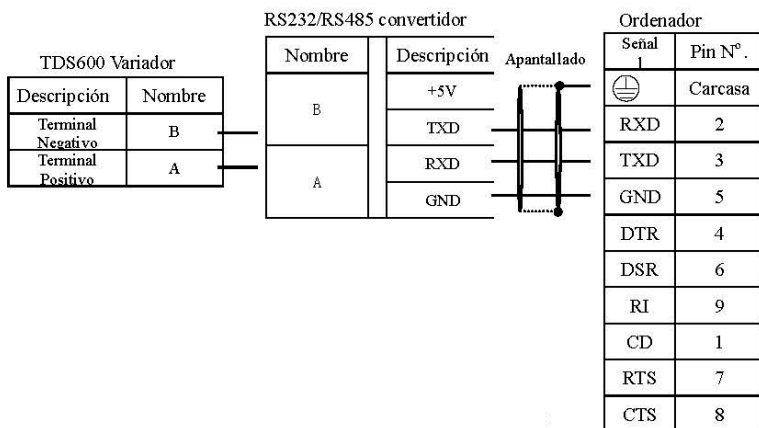 RS232/RS485 convertidor
Ordenador
TDS600 Variador
Descripción Nombre
Terminal Negativo B
Terminal Positivo A
Nombre Descripción
B
+5V
TXD
A
RXD
GND
Apantallado
Señal 1 Pin Nº.
Carcasa
RXD 2
TXD 3
GND 5
DTR 4
DSR 6
RI 9
CD 1
RTS 7
CTS 8